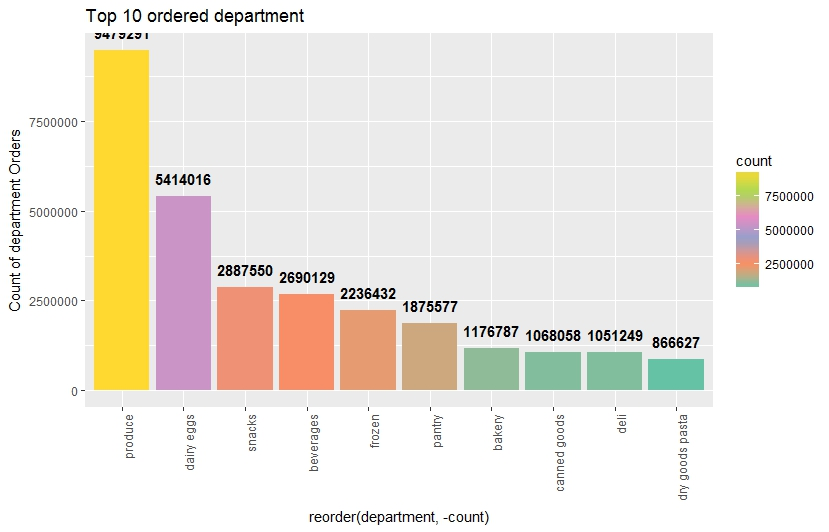 Top 10 ordered department
9479291
5414016
2887550
2690129
2236432
1875577
1176787
1068058
1051249
866627
Count of department Orders
7500000
5000000
2500000
0
produce
dairy eggs
snacks
beverages
frozen
pantry
bakery
canned goods
deli
dry goods pasta
reorder(department, -count)
count
7500000
5000000
2500000